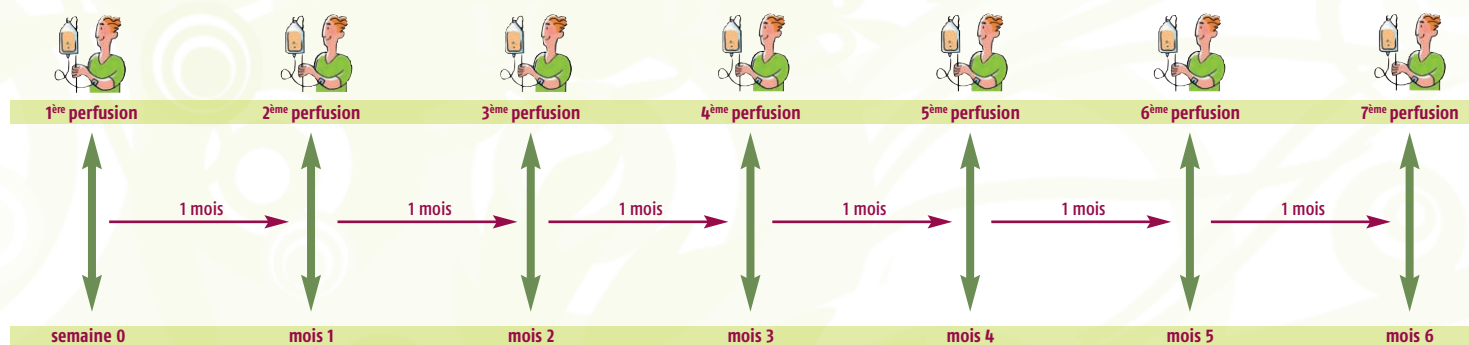 1ère perfusion 2ème perfusion 3ème perfusion 4ème perfusion 5ème perfusion 6ème perfusion 7ème perfusion
1 mois 1 mois 1 mois 1 mois 1 mois 1 mois
semaine 0 mois 1 mois 2 mois 3 mois 4 mois 5 mois 6